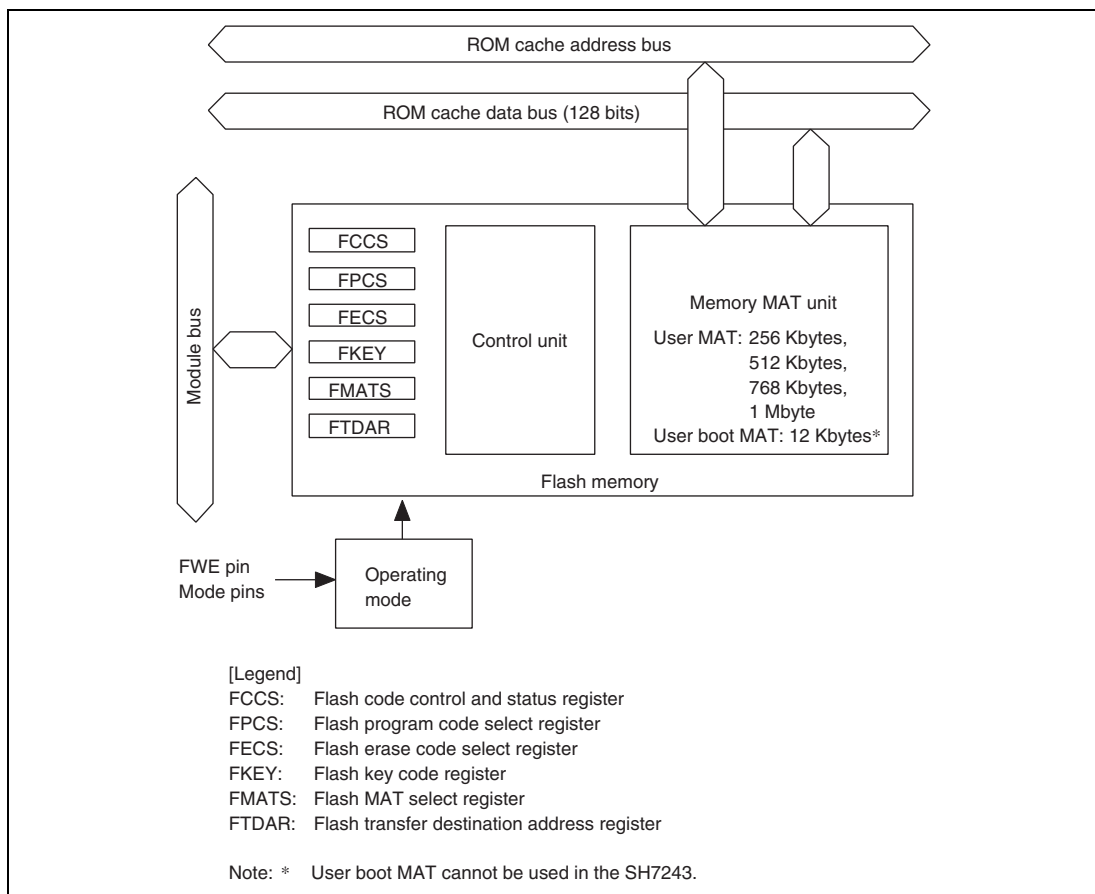 ROM cache address bus
ROM cache data bus (128 bits)
Module bus
FCCS
FPCS
FECS
FKEY
FMATS
FTDAR
Control unit
Memory MAT unit
User MAT: 256 Kbytes,
512 Kbytes,
768 Kbytes,
1 Mbyte
User boot MAT: 12 Kbytes*
Flash memory
FWE pin
Mode pins
Operating
mode
[Legend]
FCCS: Flash code control and status register
FPCS: Flash program code select register
FECS: Flash erase code select register
FKEY: Flash key code register
FMATS: Flash MAT select register
FTDAR: Flash transfer destination address register
Note: * User boot MAT cannot be used in the SH7243.